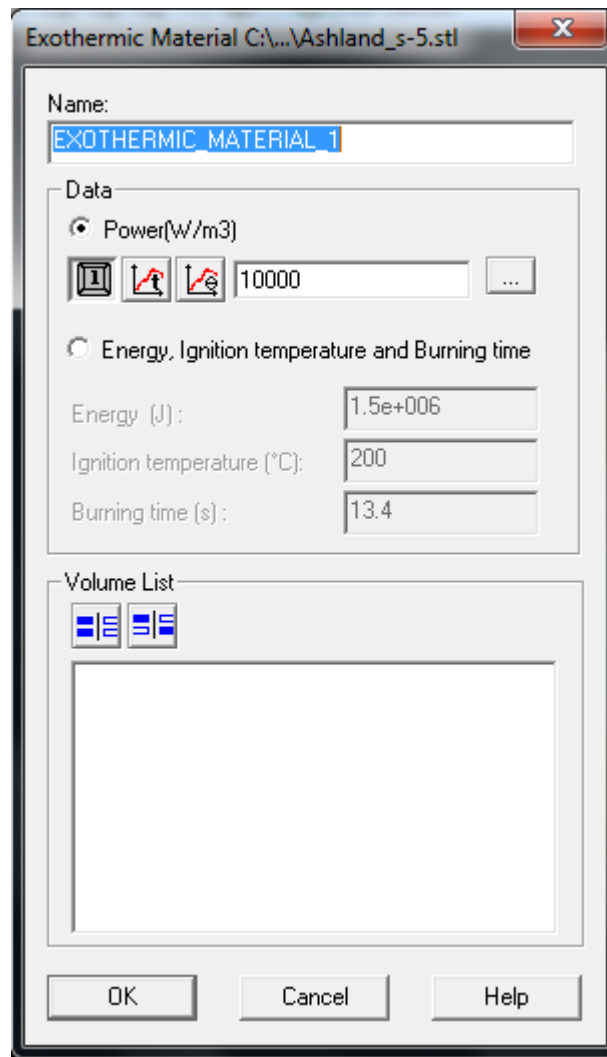 Exothermic Material C:\...\Ashland_s-5.stl
Name:
EXOTHERMIC_MATERIAL_1
Data
Power(W/m3)
1 t e 10000 ...
Energy, Ignition temperature and Burning time
Energy (J) : 1.5e+006
Ignition temperature (°C): 200
Burning time (s) : 13.4
Volume List
OK Cancel Help